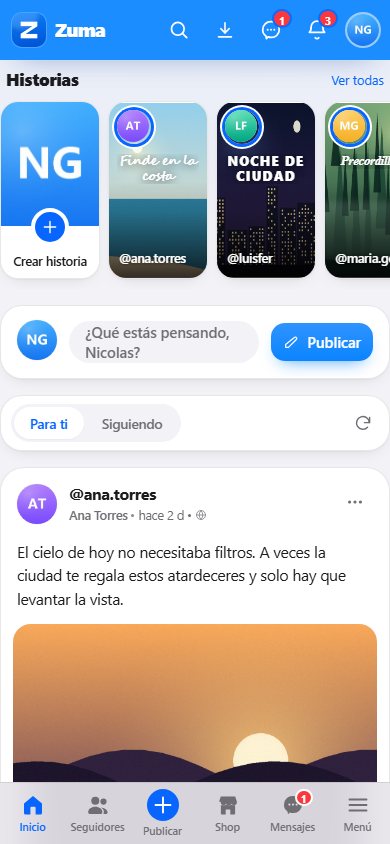 Zuma
1
3
NG
Historias
Ver todas
NG
Crear historia
AT
Finde en la
costa
@ana.torres
LF
NOCHE DE
CIUDAD
@luisfer
MG
@maria.g
NG
¿Qué estás pensando,
Nicolas?
Publicar
Para ti
Siguiendo
AT
@ana.torres
Ana Torres • hace 2 d •
El cielo de hoy no necesitaba filtros. A veces la
ciudad te regala estos atardeceres y solo hay que
levantar la vista.
Inicio
Seguidores
Publicar
Shop
1
Mensajes
Menú